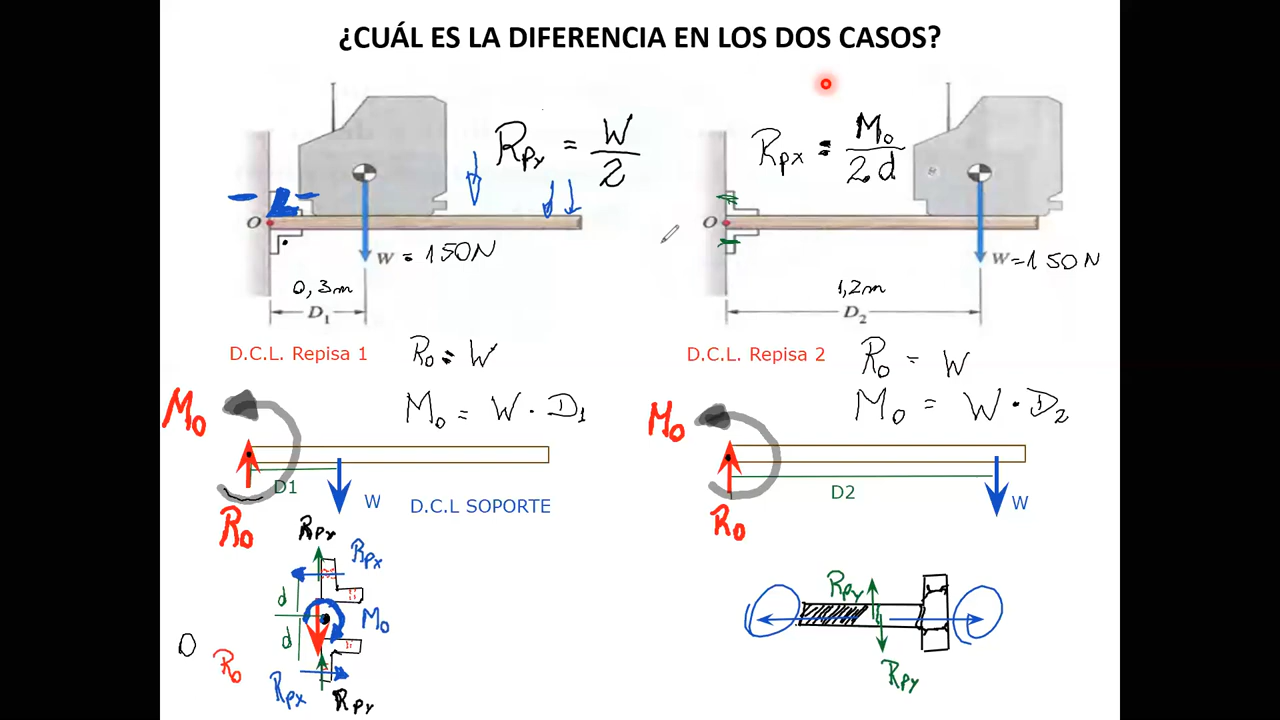 ¿CUÁL ES LA DIFERENCIA EN LOS DOS CASOS?
Rpy = W/2
O
W = 150N
0,3m
D1
Rpx = Mo/2d
O
W = 150N
1,2m
D2
D.C.L. Repisa 1
Ro = W
Mo = W · D1
Mo
D1
W
Ro
D.C.L SOPORTE
D.C.L. Repisa 2
Ro = W
Mo = W · D2
Mo
D2
W
Ro
Rpy
Rpx
d
Mo
d
O
Ro
Rpx
Rpy
Rpy
Rpy